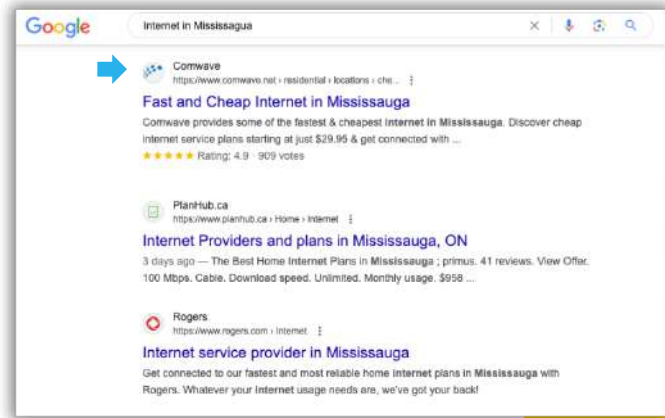 Google
Internet in Mississagua
Comwave
https://www.comwave.net › residential › locations › che...
Fast and Cheap Internet in Mississauga
Comwave provides some of the fastest & cheapest Internet in Mississauga. Discover cheap
internet service plans starting at just $29.95 & get connected with ...
Rating: 4.9 · 909 votes
PlanHub.ca
https://www.planhub.ca › Home › Internet
Internet Providers and plans in Mississauga, ON
3 days ago — The Best Home Internet Plans in Mississauga ; primus. 41 reviews. View Offer.
100 Mbps. Cable. Download speed. Unlimited. Monthly usage. $958 ...
Rogers
https://www.rogers.com › Internet
Internet service provider in Mississauga
Get connected to our fastest and most reliable home internet plans in Mississauga with
Rogers. Whatever your Internet usage needs are, we've got your back!